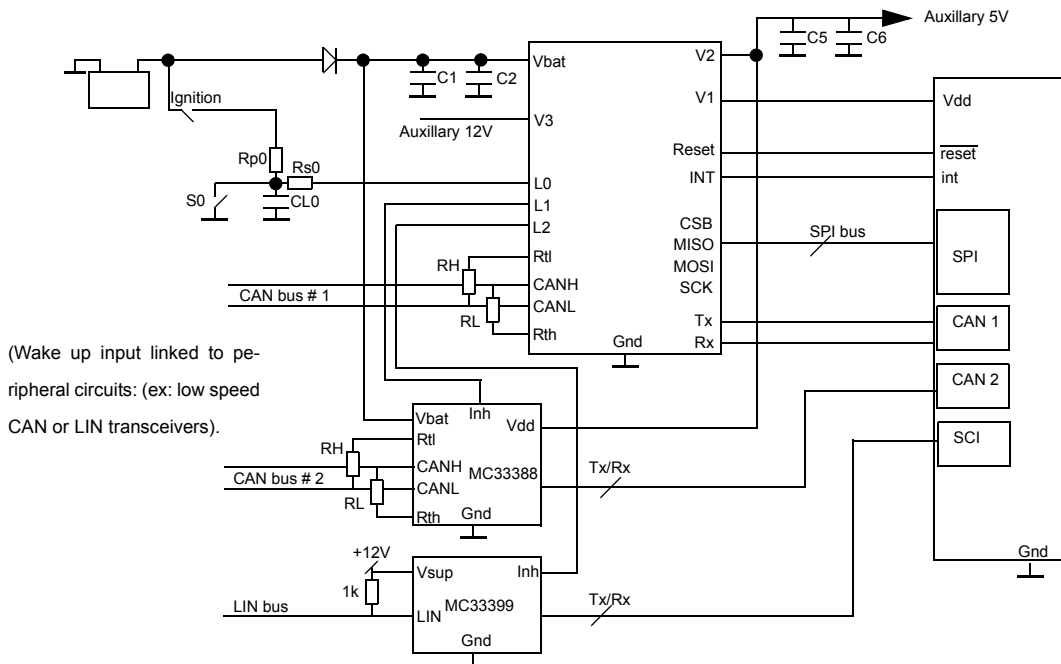 Auxillary 5V
C5
C6
Vbat
V2
C1
C2
Ignition
V1
Vdd
Auxillary 12V
V3
Rp0
Rs0
Reset
reset
INT
int
S0
CL0
L0
L1
L2
CSB
MISO
MOSI
SCK
SPI bus
SPI
Rtl
RH
CANH
CAN bus # 1
CANL
RL
Rth
Tx
Rx
CAN 1
Gnd
(Wake up input linked to pe-
ripheral circuits: (ex: low speed
CAN or LIN transceivers).
CAN 2
Inh
Vbat
Vdd
Rtl
RH
CANH
MC33388
CAN bus # 2
CANL
RL
Rth
Gnd
Tx/Rx
SCI
+12V
Vsup
Inh
1k
MC33399
LIN bus
LIN
Gnd
Tx/Rx
Gnd